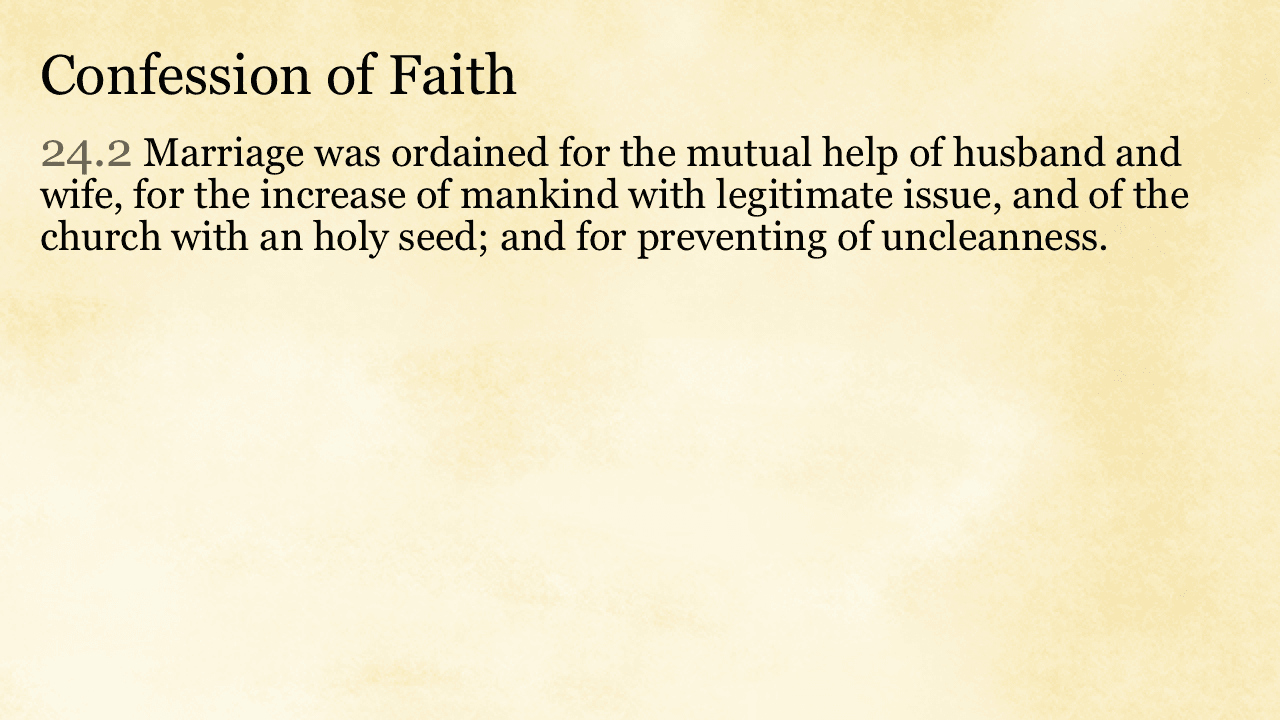 Confession of Faith
24.2 Marriage was ordained for the mutual help of husband and
wife, for the increase of mankind with legitimate issue, and of the
church with an holy seed; and for preventing of uncleanness.